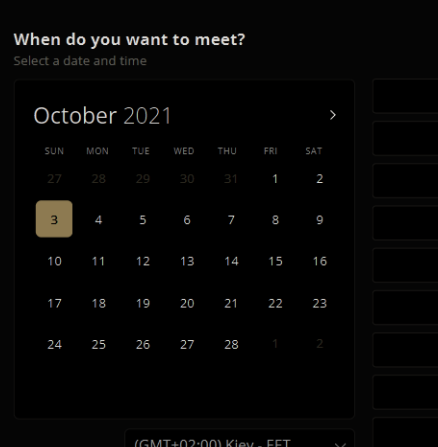 When do you want to meet?
Select a date and time
October 2021
SUN MON TUE WED THU FRI SAT
27 28 29 30 31 1 2
3 4 5 6 7 8 9
10 11 12 13 14 15 16
17 18 19 20 21 22 23
24 25 26 27 28 1 2
(GMT+02:00) Kiev - EET